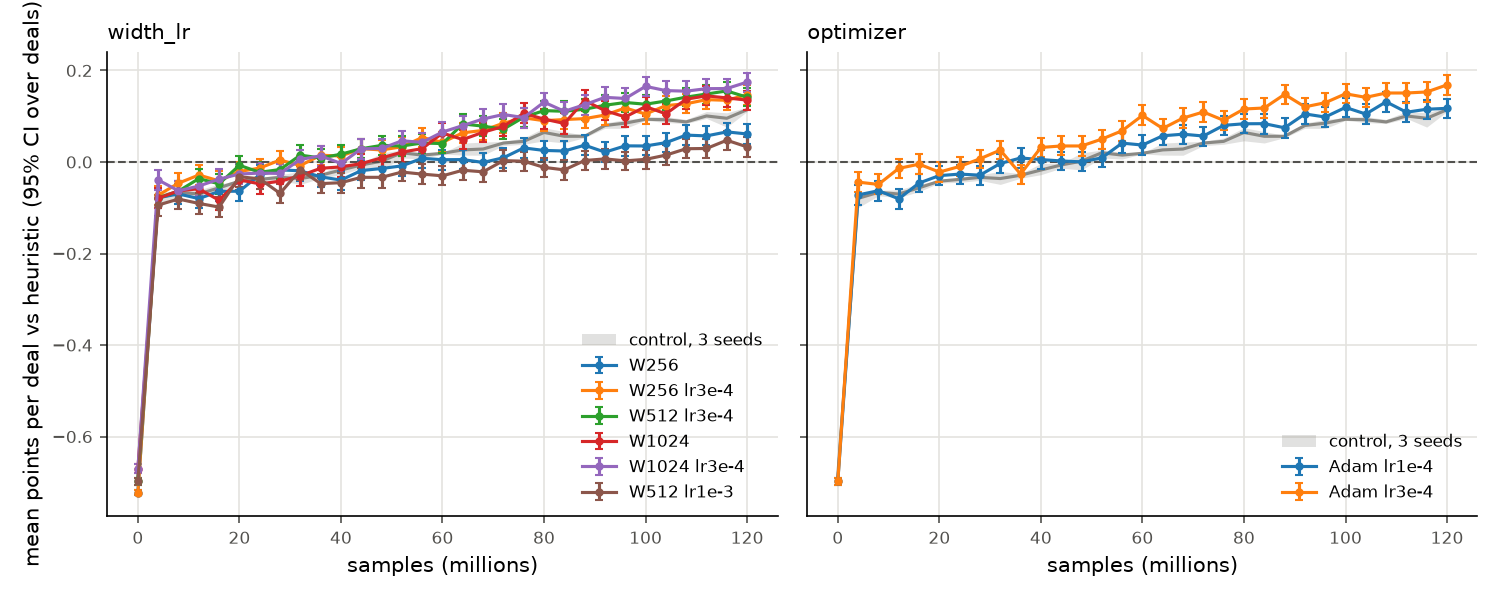 mean points per deal vs heuristic (95% CI over deals)
width_lr
0.2
0.0
−0.2
−0.4
−0.6
control, 3 seeds
W256
W256 lr3e-4
W512 lr3e-4
W1024
W1024 lr3e-4
W512 lr1e-3
0 20 40 60 80 100 120
samples (millions)
optimizer
control, 3 seeds
Adam lr1e-4
Adam lr3e-4
0 20 40 60 80 100 120
samples (millions)